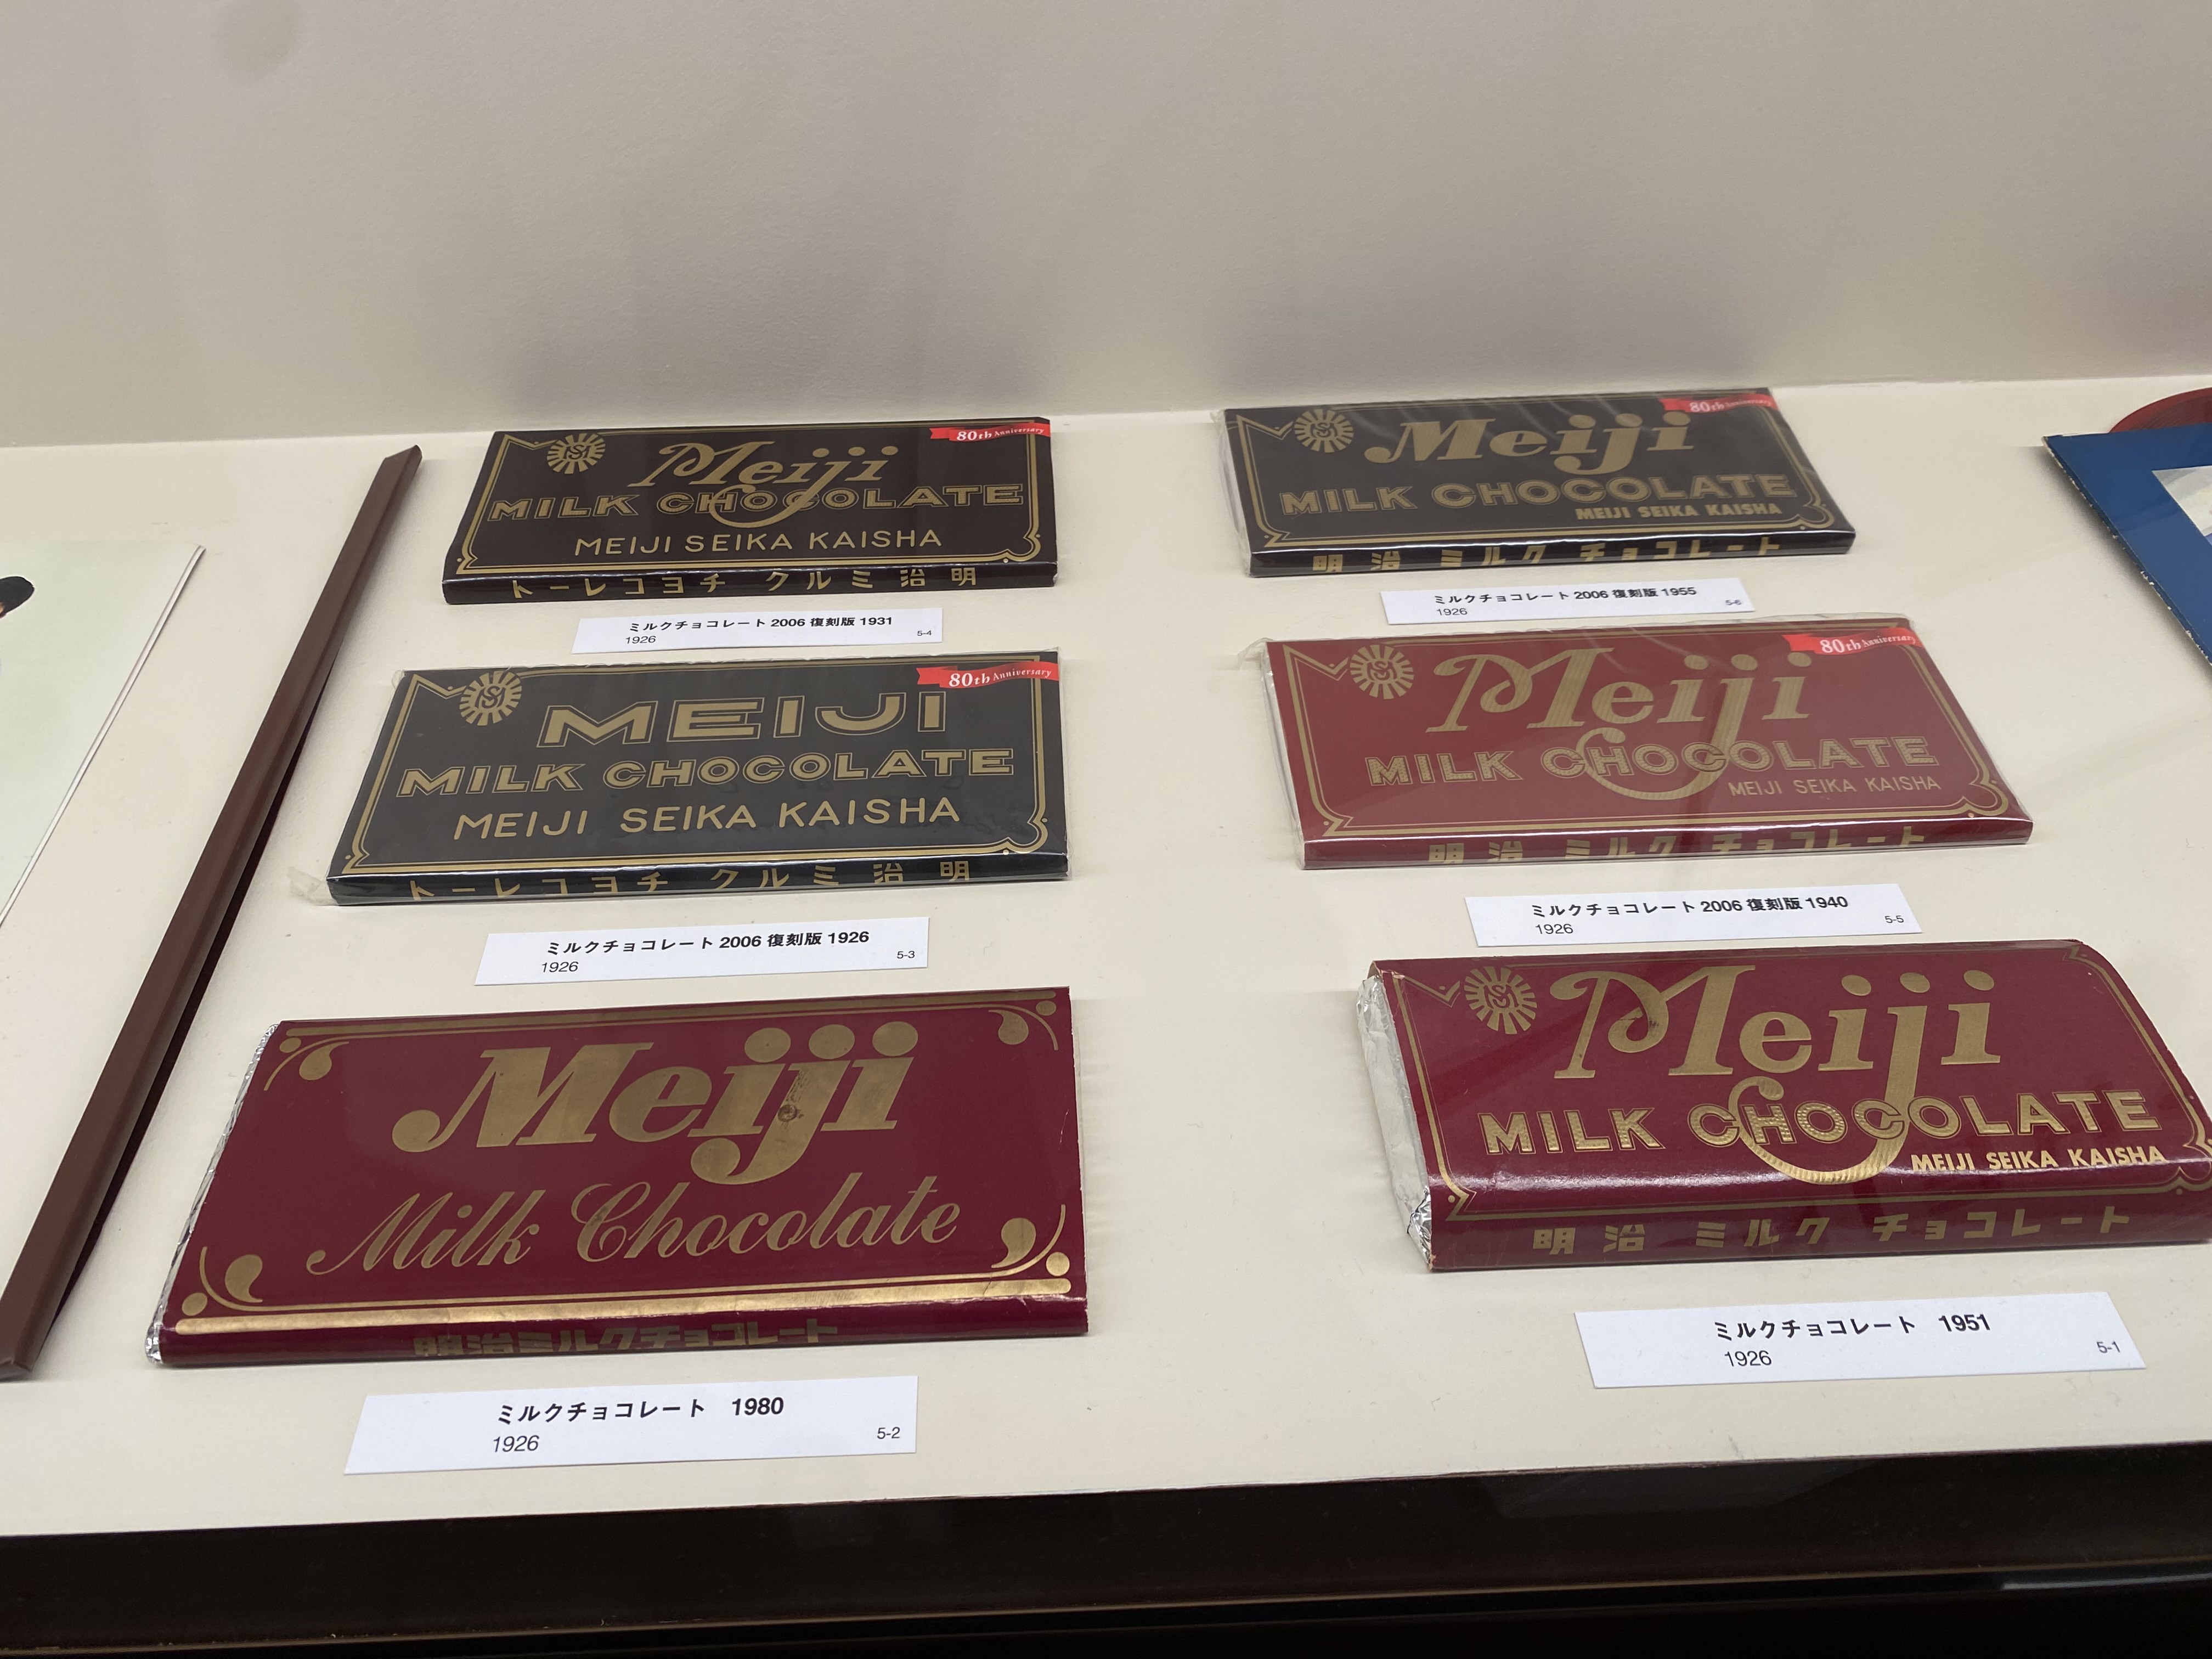 Meiji
MILK CHOCOLATE
MEIJI SEIKA KAISHA
トーレコヨチ クルミ 治明
80th Anniversary
ミルクチョコレート 2006 復刻版 1931
1926
5-4
Meiji
MILK CHOCOLATE
MEIJI SEIKA KAISHA
明治 ミルク チョコレート
80th Anniversary
ミルクチョコレート 2006 復刻版 1955
1926
5-6
MEIJI
MILK CHOCOLATE
MEIJI SEIKA KAISHA
トーレコヨチ クルミ 治明
80th Anniversary
ミルクチョコレート 2006 復刻版 1926
1926
5-3
Meiji
MILK CHOCOLATE
MEIJI SEIKA KAISHA
明治 ミルク チョコレート
80th Anniversary
ミルクチョコレート 2006 復刻版 1940
1926
5-5
Meiji
Milk Chocolate
明治ミルクチョコレート
ミルクチョコレート 1980
1926
5-2
Meiji
MILK CHOCOLATE
MEIJI SEIKA KAISHA
明治 ミルク チョコレート
ミルクチョコレート 1951
1926
5-1